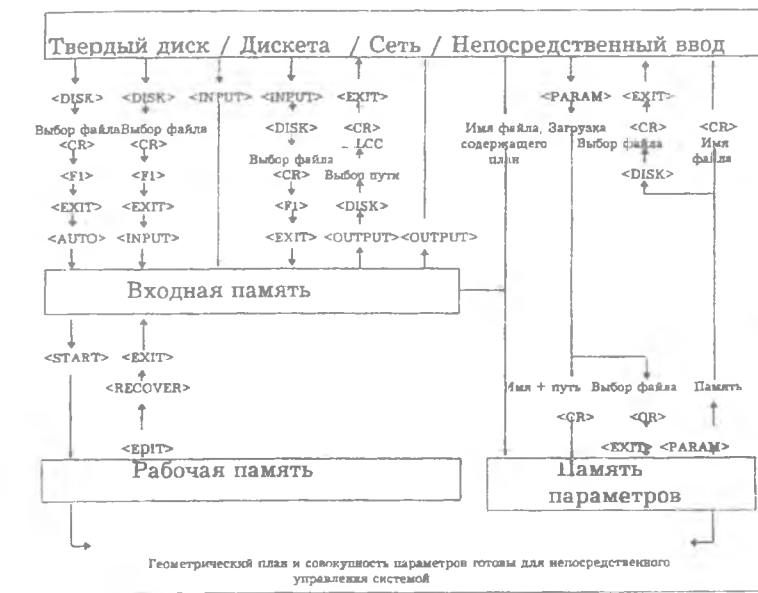 Твердый диск / Дискета / Сеть / Непосредственный ввод
<DISK> <DISK> <INPUT> <INPUT> <EXIT> <PARAM> <EXIT>
Выбор файла Выбор файла <DISK> <CR> Имя файла, Загрузка <CR> <CR>
<CR> <CR> LCC содержащего Выбор файла Имя
Выбор файла план файла
<F1> <F1> <CR> Выбор пути <DISK>
<EXIT> <EXIT> <F1> <DISK>
<AUTO> <INPUT> <EXIT> <OUTPUT> <OUTPUT>
Входная память
<START> <EXIT>
<RECOVER> Имя + путь Выбор файла Память
<CR>
<EDIT> <EXIT> <PARAM>
Рабочая память Память
параметров
Геометрический план и совокупность параметров готовы для непосредственного
управления системой